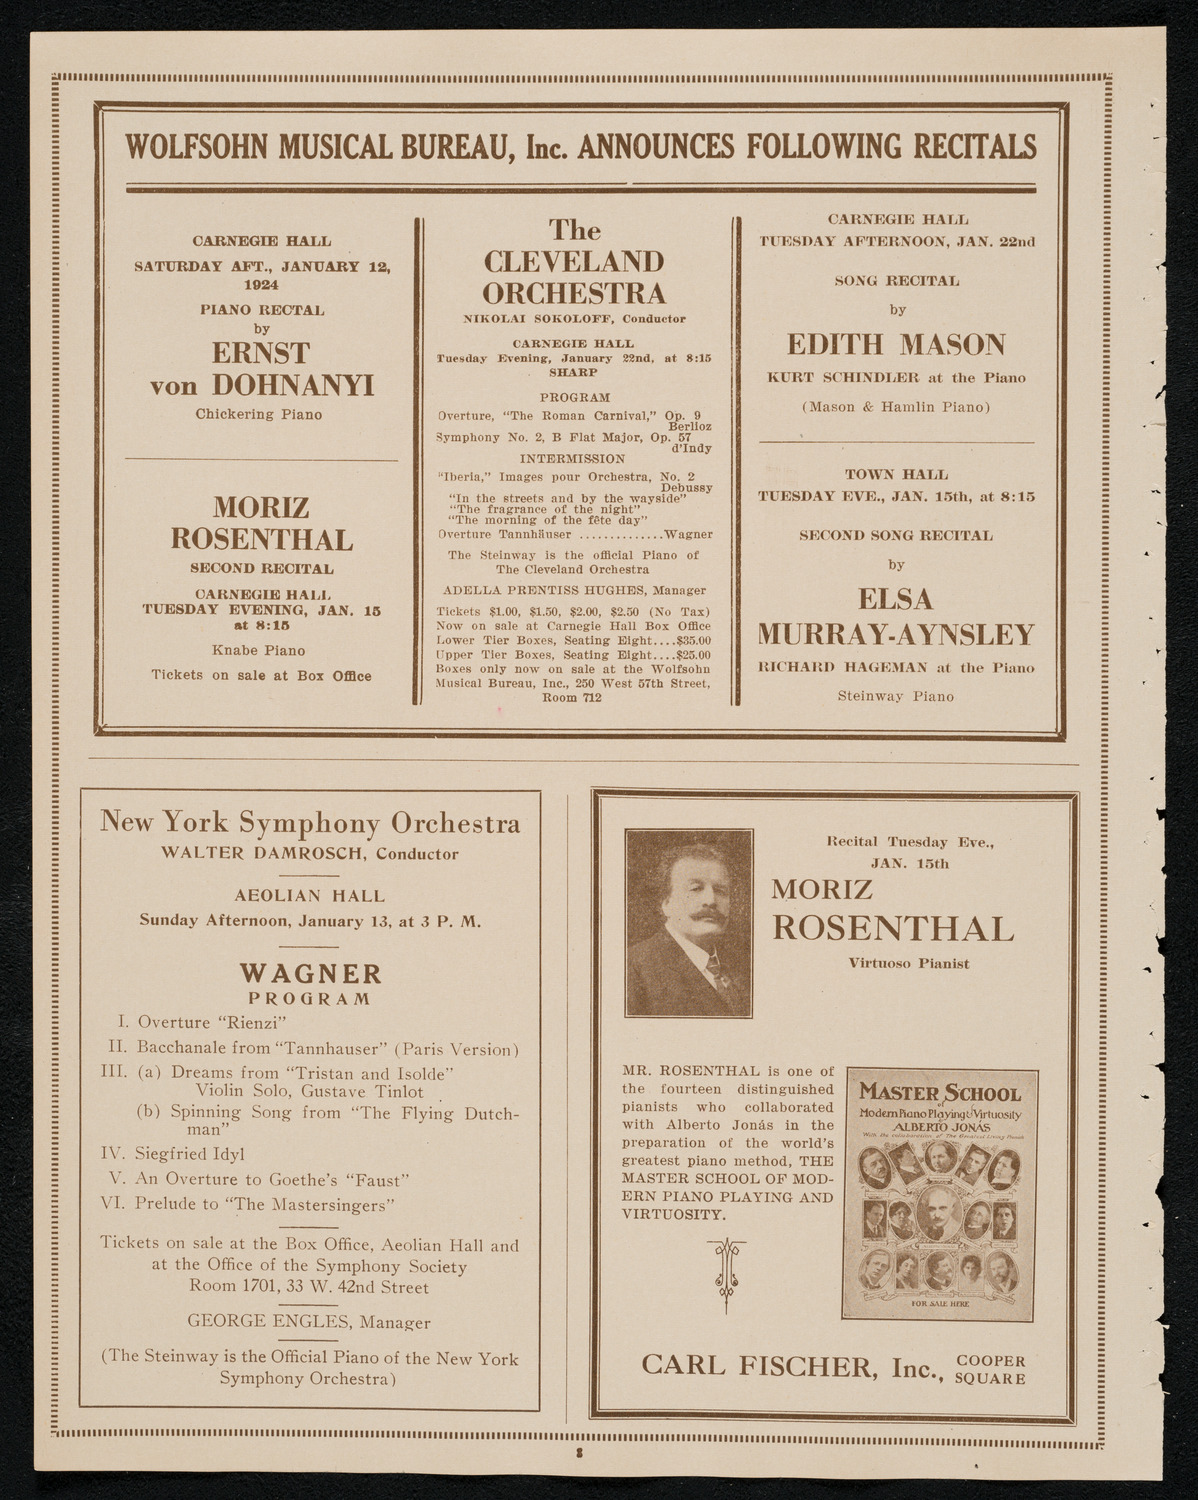 WOLFSOHN MUSICAL BUREAU, Inc. ANNOUNCES FOLLOWING RECITALS
CARNEGIE HALL
SATURDAY AFT., JANUARY 12,
1924
PIANO RECTAL
by
ERNST
von DOHNANYI
Chickering Piano
MORIZ
ROSENTHAL
SECOND RECITAL
CARNEGIE HALL
TUESDAY EVENING, JAN. 15
at 8:15
Knabe Piano
Tickets on sale at Box Office
The
CLEVELAND
ORCHESTRA
NIKOLAI SOKOLOFF, Conductor
CARNEGIE HALL
Tuesday Evening, January 22nd, at 8:15
SHARP
PROGRAM
Overture, "The Roman Carnival," Op. 9
Berlioz
Symphony No. 2, B Flat Major, Op. 57
d'Indy
INTERMISSION
"Iberia," Images pour Orchestra, No. 2
Debussy
"In the streets and by the wayside"
"The fragrance of the night"
"The morning of the fête day"
Overture Tannhäuser ..............Wagner
The Steinway is the official Piano of
The Cleveland Orchestra
ADELLA PRENTISS HUGHES, Manager
Tickets $1.00, $1.50, $2.00, $2.50 (No Tax)
Now on sale at Carnegie Hall Box Office
Lower Tier Boxes, Seating Eight....$35.00
Upper Tier Boxes, Seating Eight....$25.00
Boxes only now on sale at the Wolfsohn
Musical Bureau, Inc., 250 West 57th Street,
Room 712
CARNEGIE HALL
TUESDAY AFTERNOON, JAN. 22nd
SONG RECITAL
by
EDITH MASON
KURT SCHINDLER at the Piano
(Mason & Hamlin Piano)
TOWN HALL
TUESDAY EVE., JAN. 15th, at 8:15
SECOND SONG RECITAL
by
ELSA
MURRAY-AYNSLEY
RICHARD HAGEMAN at the Piano
Steinway Piano
New York Symphony Orchestra
WALTER DAMROSCH, Conductor
AEOLIAN HALL
Sunday Afternoon, January 13, at 3 P. M.
WAGNER
PROGRAM
I. Overture "Rienzi"
II. Bacchanale from "Tannhauser" (Paris Version)
III. (a) Dreams from "Tristan and Isolde"
Violin Solo, Gustave Tinlot
(b) Spinning Song from "The Flying Dutch-
man"
IV. Siegfried Idyl
V. An Overture to Goethe's "Faust"
VI. Prelude to "The Mastersingers"
Tickets on sale at the Box Office, Aeolian Hall and
at the Office of the Symphony Society
Room 1701, 33 W. 42nd Street
GEORGE ENGLES, Manager
(The Steinway is the Official Piano of the New York
Symphony Orchestra)
Recital Tuesday Eve.,
JAN. 15th
MORIZ
ROSENTHAL
Virtuoso Pianist
MR. ROSENTHAL is one of
the fourteen distinguished
pianists who collaborated
with Alberto Jonás in the
preparation of the world's
greatest piano method, THE
MASTER SCHOOL OF MOD-
ERN PIANO PLAYING AND
VIRTUOSITY.
MASTER SCHOOL
of
Modern Piano Playing & Virtuosity
ALBERTO JONÁS
With the collaboration of The Greatest Living Pianists
FOR SALE HERE
CARL FISCHER, Inc., COOPER
SQUARE
8